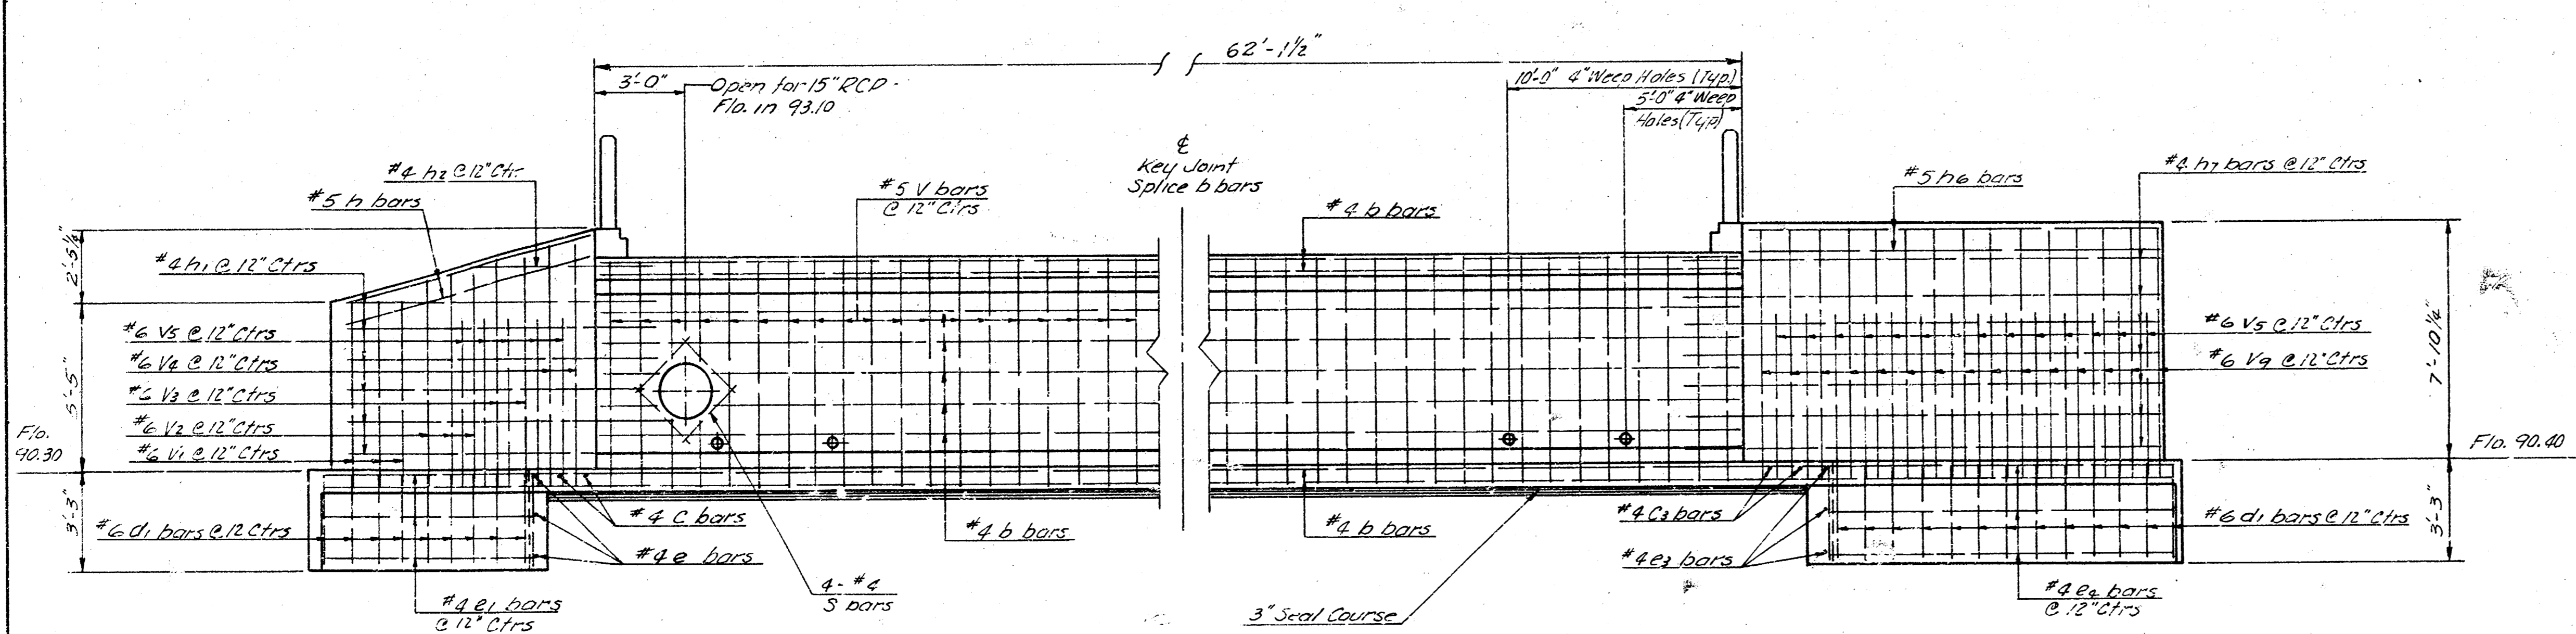 62'-1½"
3'-0"
Open for 15" RCP -
Flo. in 93.10
10'-0" 4" Weep Holes (Typ)
5'-0" 4" Weep
Holes (Typ)
℄
Key Joint
Splice b bars
#4 h2 @ 12" Ctr.
#5 h bars
#5 V bars
@ 12" Ctrs
#4 b bars
#5 h6 bars
#4 h7 bars @ 12" Ctrs
2'-5¼"
#4 h1 @ 12" Ctrs
#6 V5 @ 12" Ctrs
#6 V4 @ 12" Ctrs
#6 V3 @ 12" Ctrs
#6 V2 @ 12" Ctrs
#6 V1 @ 12" Ctrs
5'-5"
Flo.
90.30
#6 V5 @ 12" Ctrs
#6 V9 @ 12" Ctrs
7'-10¼"
Flo. 90.40
3'-3"
#6 d1 bars @ 12 Ctrs
#4 C bars
#4 e bars
#4 b bars
#4 b bars
#4 C3 bars
#4 e3 bars
#6 d1 bars @ 12" Ctrs
3'-3"
#4 e1 bars
@ 12" Ctrs
4-#4
S bars
3" Seal Course
#4 e4 bars
@ 12" Ctrs